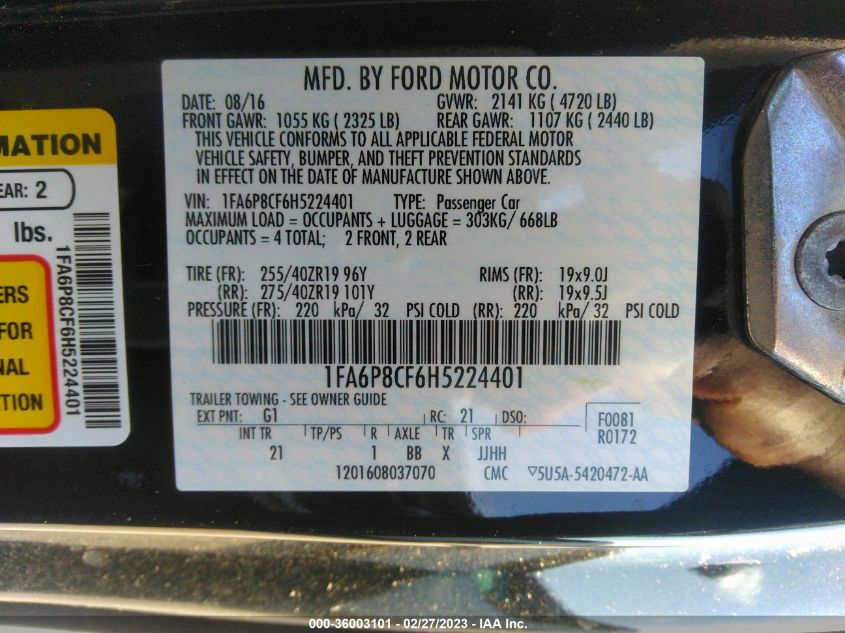 MFD. BY FORD MOTOR CO.
DATE: 08/16 GVWR: 2141 KG ( 4720 LB)
FRONT GAWR: 1055 KG ( 2325 LB) REAR GAWR: 1107 KG ( 2440 LB)
THIS VEHICLE CONFORMS TO ALL APPLICABLE FEDERAL MOTOR
VEHICLE SAFETY, BUMPER, AND THEFT PREVENTION STANDARDS
IN EFFECT ON THE DATE OF MANUFACTURE SHOWN ABOVE.
VIN: 1FA6P8CF6H5224401 TYPE: Passenger Car
MAXIMUM LOAD = OCCUPANTS + LUGGAGE = 303KG/ 668LB
OCCUPANTS = 4 TOTAL; 2 FRONT, 2 REAR
TIRE (FR): 255/40ZR19 96Y RIMS (FR): 19x9.0J
(RR): 275/40ZR19 101Y (RR): 19x9.5J
PRESSURE (FR): 220 kPa/ 32 PSI COLD (RR): 220 kPa/ 32 PSI COLD
1FA6P8CF6H5224401
TRAILER TOWING - SEE OWNER GUIDE
EXT PNT: G1 RC: 21 DSO: F0081
R0172
INT TR TP/PS R AXLE TR SPR
21 1 BB X JJHH
1201608037070 CMC ▽5U5A-5420472-AA
MATION
EAR: 2
lbs.
1FA6P8CF6H5224401
ERS
FOR
NAL
TION
000-36003101 - 02/27/2023 - IAA Inc.